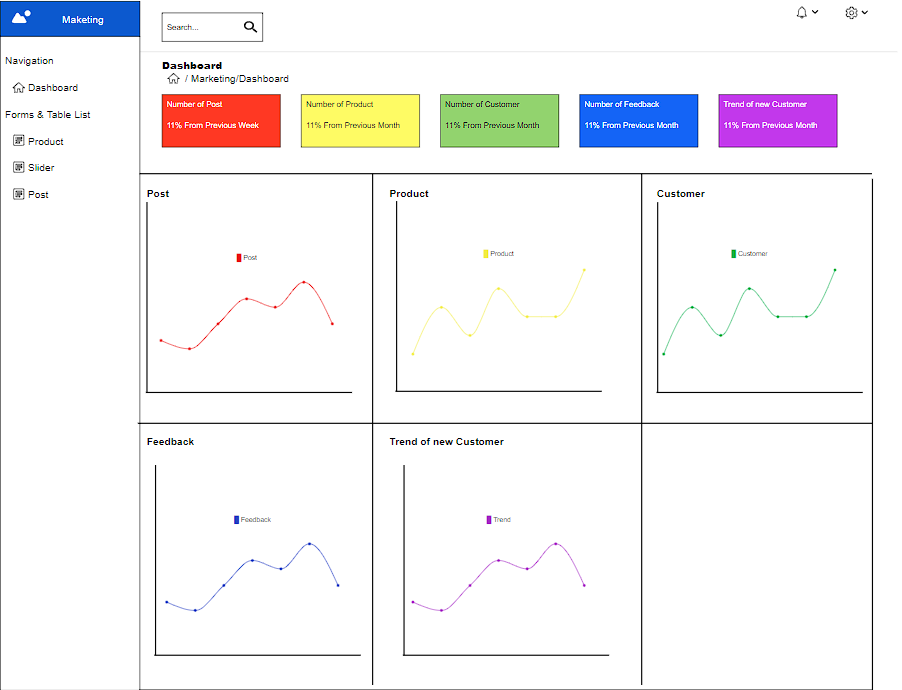 Maketing
Search...
Navigation
Dashboard
Forms & Table List
Product
Slider
Post
Dashboard
/ Marketing/Dashboard
Number of Post
11% From Previous Week
Number of Product
11% From Previous Month
Number of Customer
11% From Previous Month
Number of Feedback
11% From Previous Month
Trend of new Customer
11% From Previous Month
Post
Post
Product
Product
Customer
Customer
Feedback
Feedback
Trend of new Customer
Trend